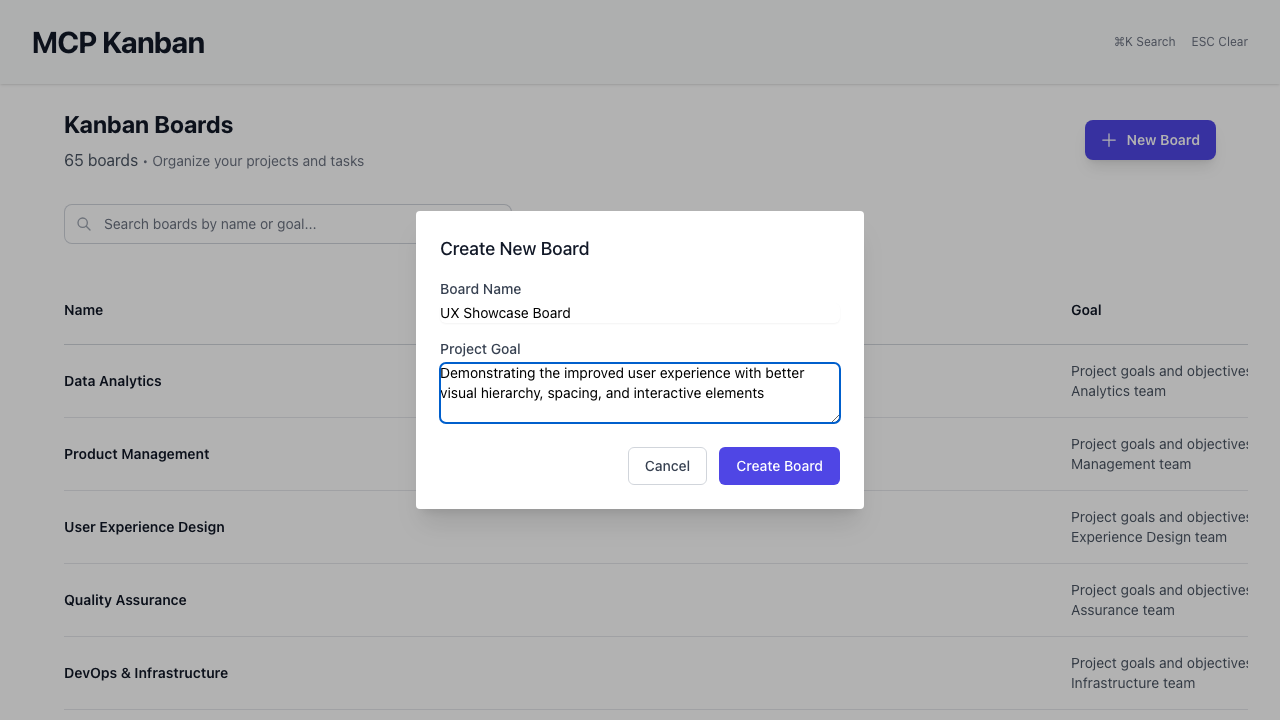 MCP Kanban
⌘K Search
ESC Clear
Kanban Boards
65 boards • Organize your projects and tasks
New Board
Search boards by name or goal...
Create New Board
Board Name
UX Showcase Board
Project Goal
Demonstrating the improved user experience with better
visual hierarchy, spacing, and interactive elements
Cancel
Create Board
Name
Goal
Data Analytics
Project goals and objectives
Analytics team
Product Management
Project goals and objectives
Management team
User Experience Design
Project goals and objectives
Experience Design team
Quality Assurance
Project goals and objectives
Assurance team
DevOps & Infrastructure
Project goals and objectives
Infrastructure team